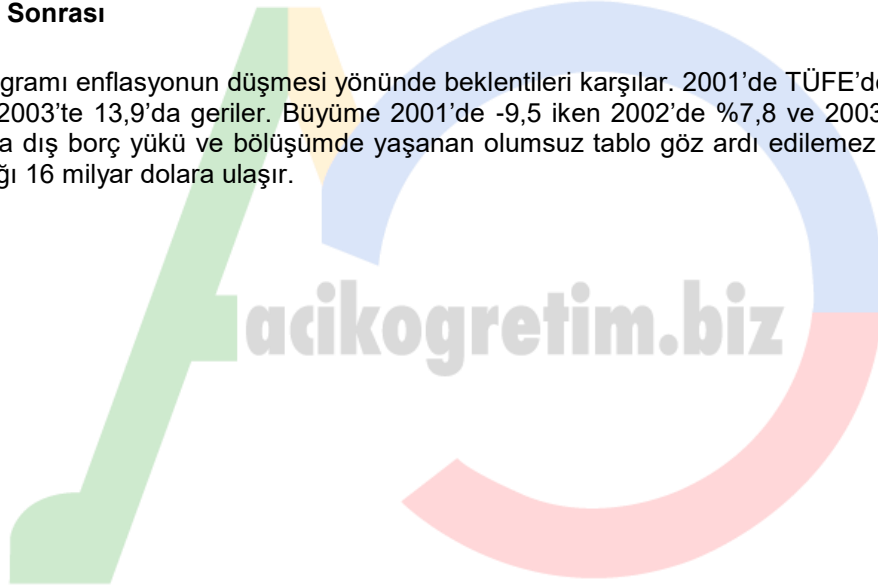 Sonrası
gramı enflasyonun düşmesi yönünde beklentileri karşılar. 2001'de TÜFE'de
2003'te 13,9'da geriler. Büyüme 2001'de -9,5 iken 2002'de %7,8 ve 2003
a dış borç yükü ve bölüşümde yaşanan olumsuz tablo göz ardı edilemez
ğı 16 milyar dolara ulaşır.
acikogretim.biz